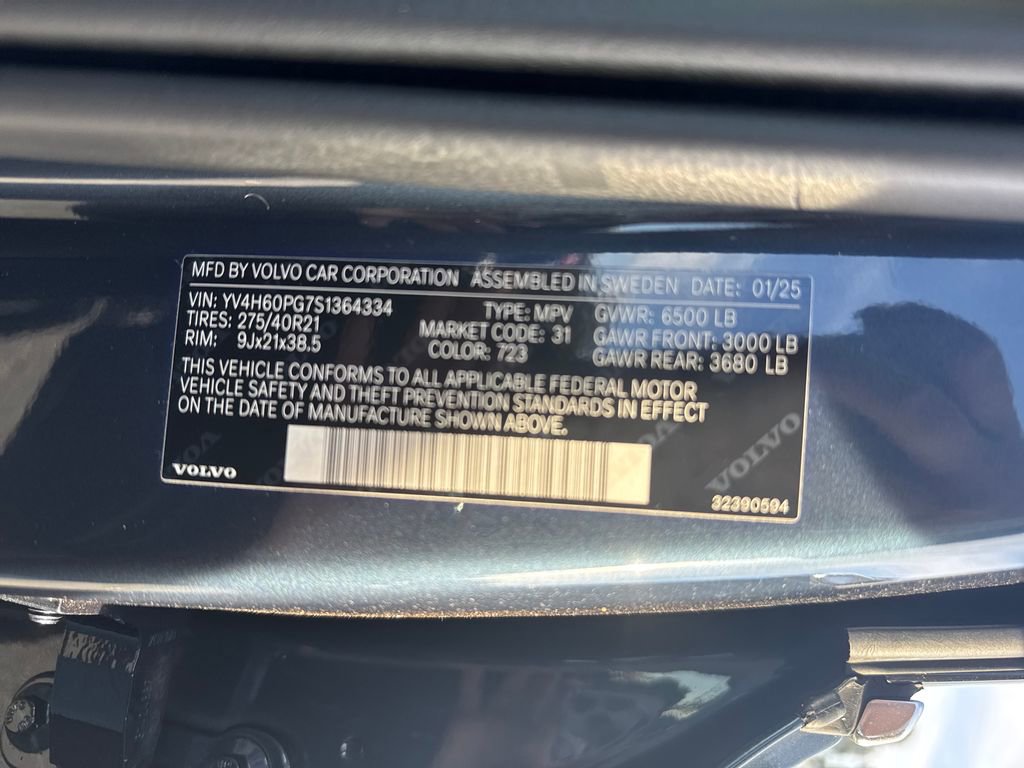 MFD BY VOLVO CAR CORPORATION ASSEMBLED IN SWEDEN DATE: 01/25
VIN: YV4H60PG7S1364334 TYPE: MPV GVWR: 6500 LB
TIRES: 275/40R21 MARKET CODE: 31 GAWR FRONT: 3000 LB
RIM: 9Jx21x38.5 COLOR: 723 GAWR REAR: 3680 LB
THIS VEHICLE CONFORMS TO ALL APPLICABLE FEDERAL MOTOR
VEHICLE SAFETY AND THEFT PREVENTION STANDARDS IN EFFECT
ON THE DATE OF MANUFACTURE SHOWN ABOVE.
VOLVO
VOLVO
32390594